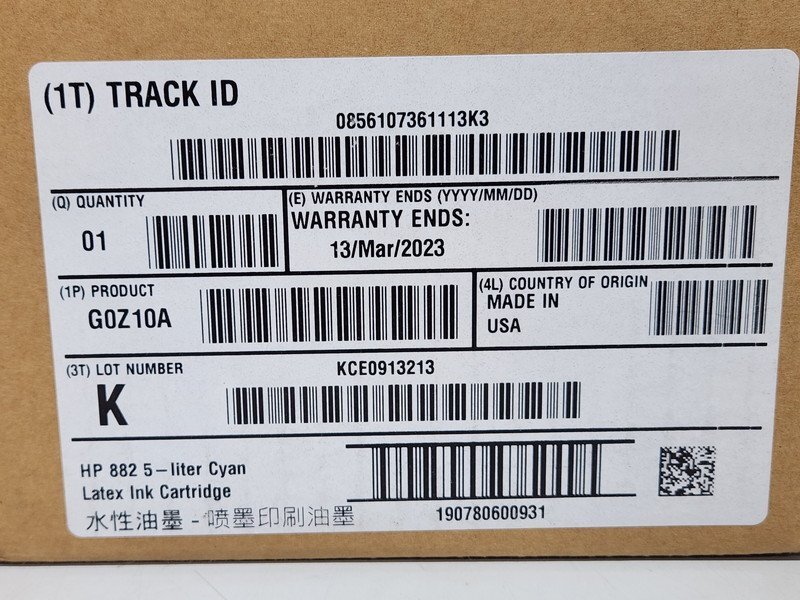 (1T) TRACK ID
0856107361113K3
(Q) QUANTITY
01
(E) WARRANTY ENDS (YYYY/MM/DD)
WARRANTY ENDS:
13/Mar/2023
(1P) PRODUCT
G0Z10A
(4L) COUNTRY OF ORIGIN
MADE IN
USA
(3T) LOT NUMBER
KCE0913213
K
HP 882 5-liter Cyan
Latex Ink Cartridge
水性油墨 - 喷墨印刷油墨
190780600931